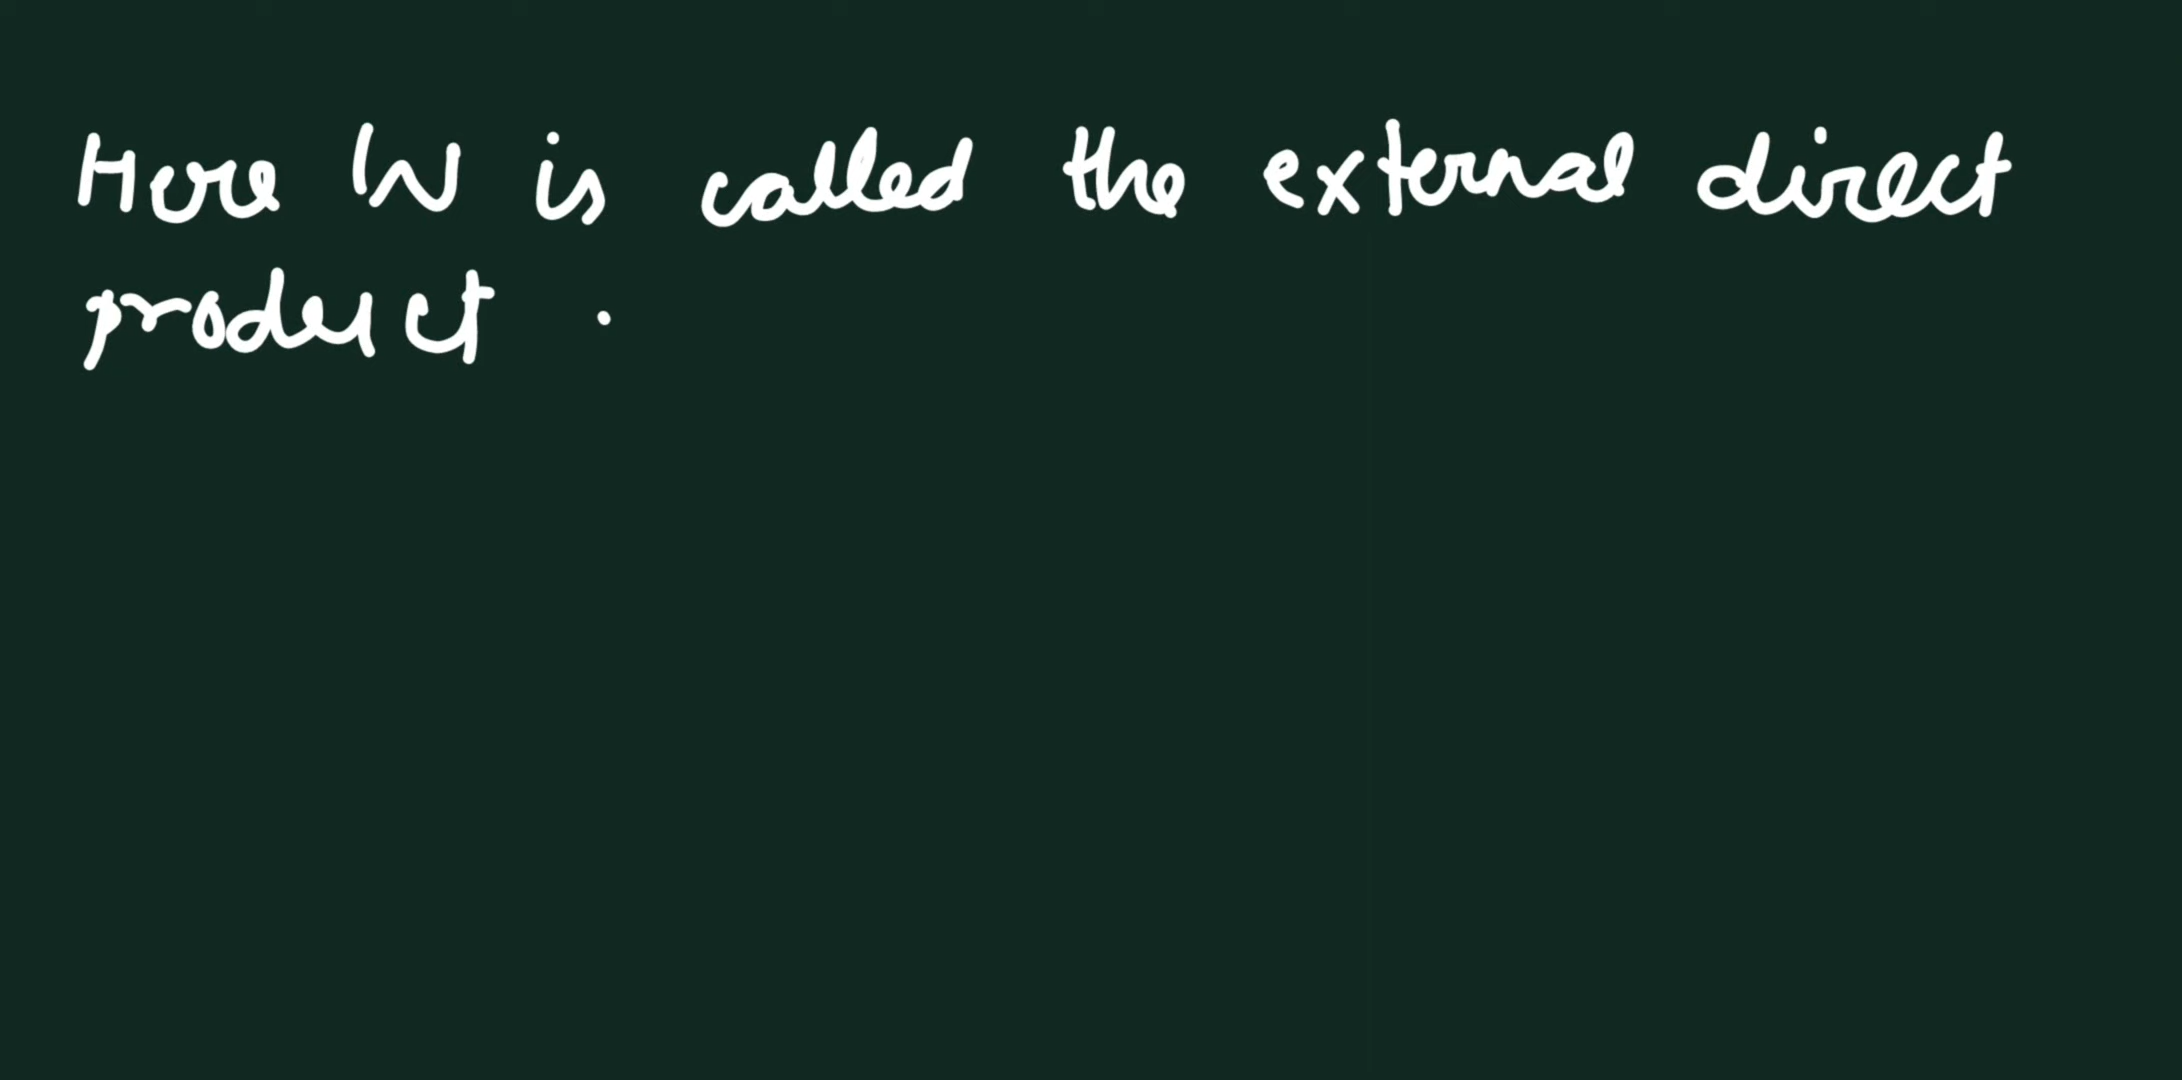 Here W is called the external direct
product .